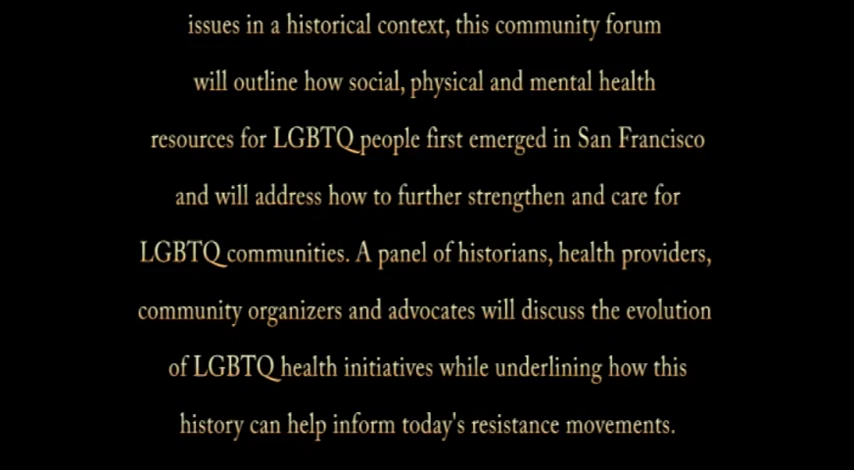 issues in a historical context, this community forum
will outline how social, physical and mental health
resources for LGBTQ people first emerged in San Francisco
and will address how to further strengthen and care for
LGBTQ communities. A panel of historians, health providers,
community organizers and advocates will discuss the evolution
of LGBTQ health initiatives while underlining how this
history can help inform today's resistance movements.